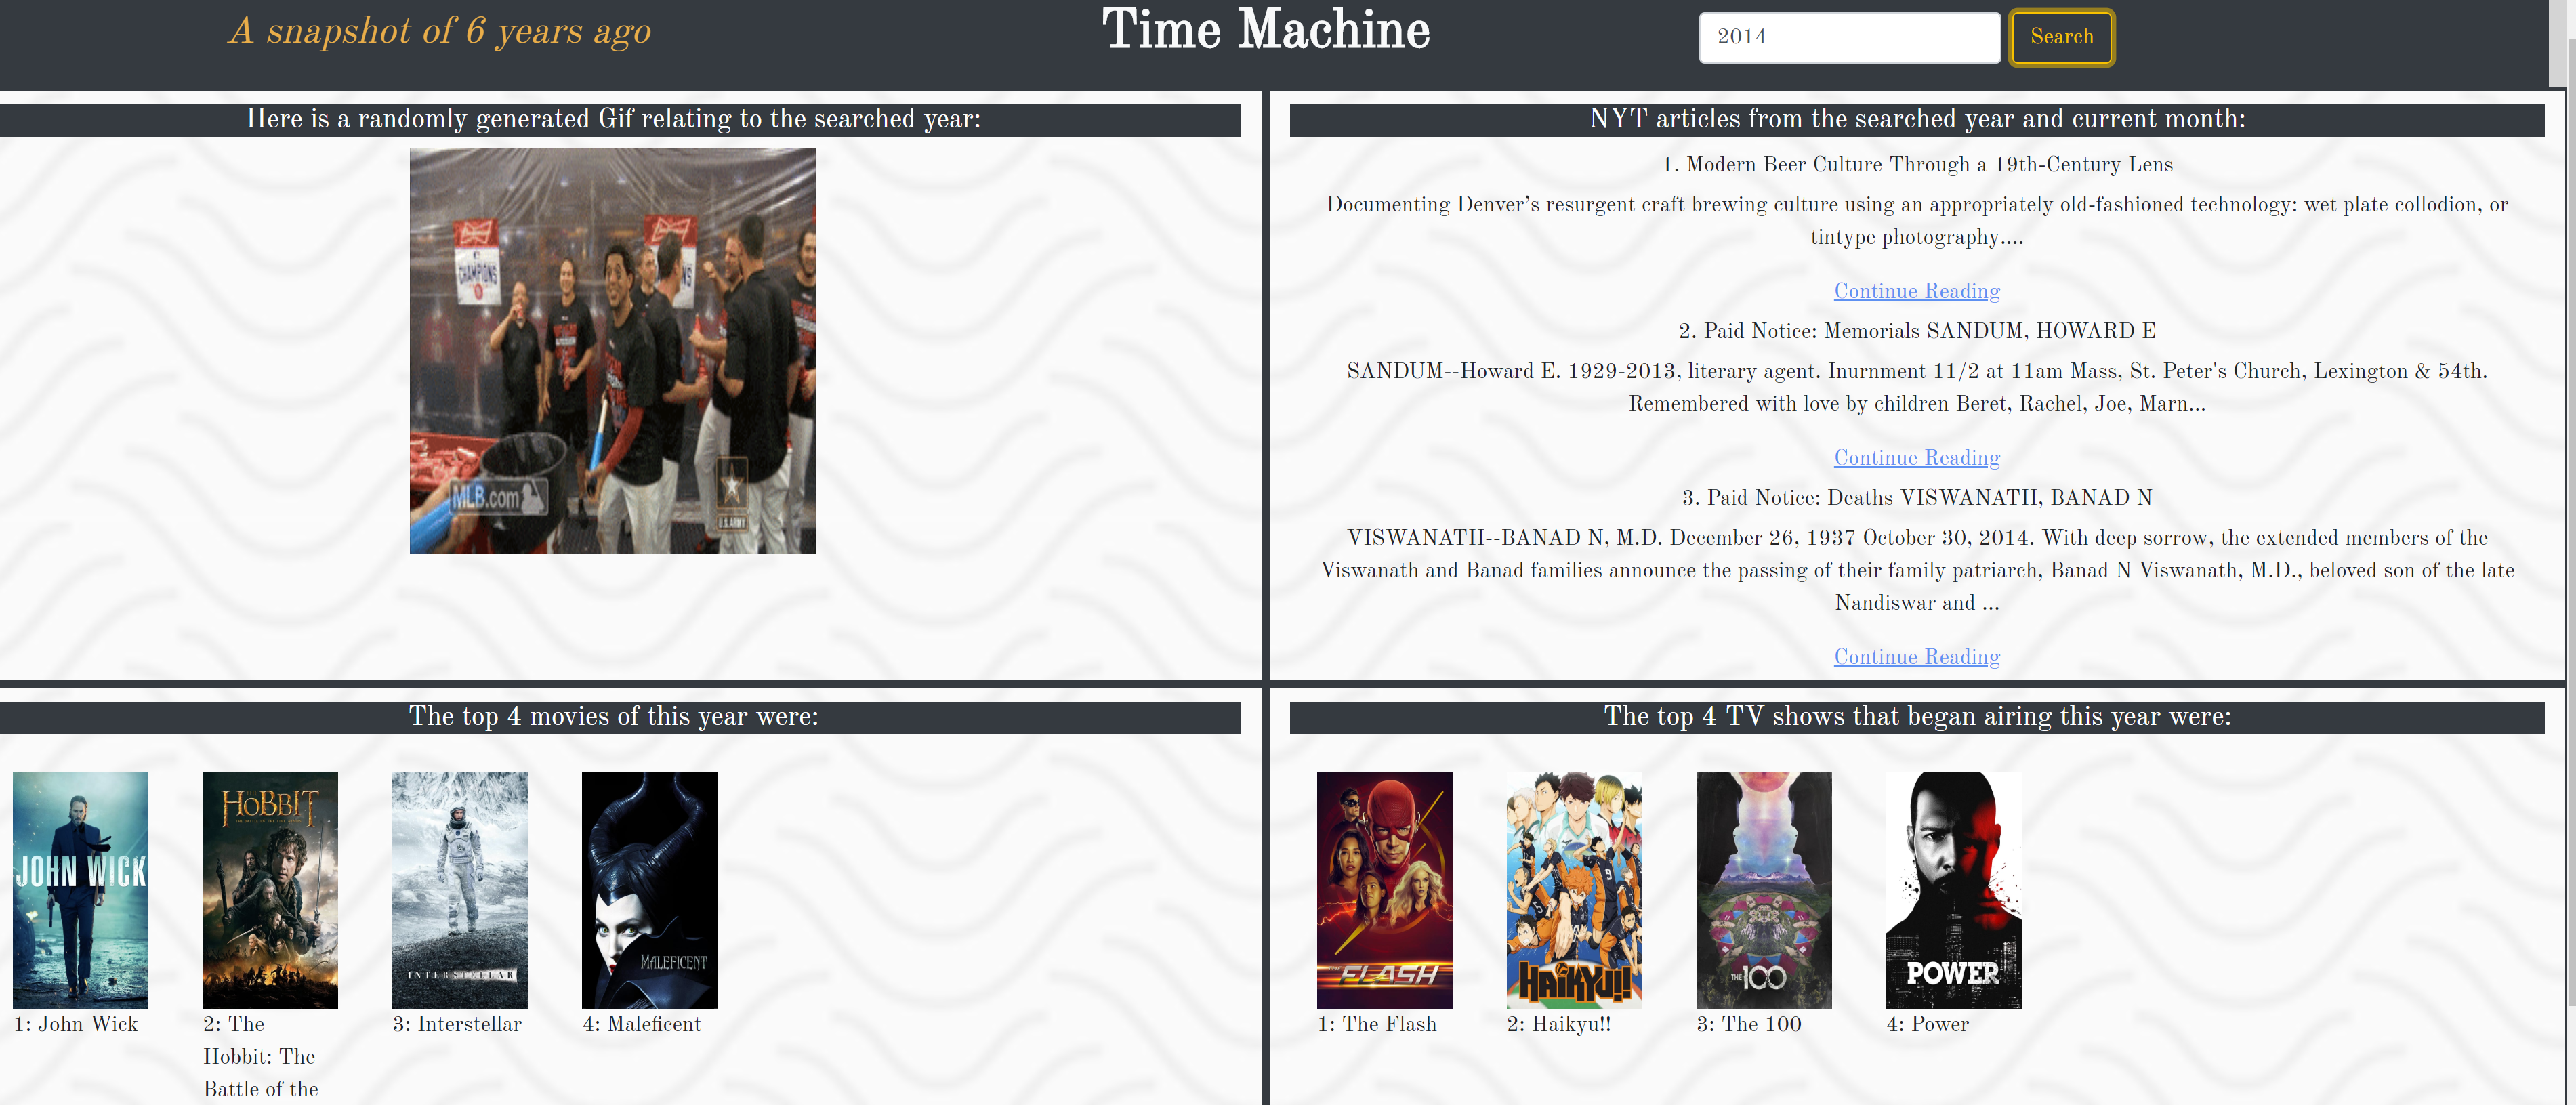 A snapshot of 6 years ago
Time Machine
2014
Search
Here is a randomly generated Gif relating to the searched year:
CHAMPIONS
NS
MLB.com
U.S.ARMY
NYT articles from the searched year and current month:
1. Modern Beer Culture Through a 19th-Century Lens
Documenting Denver’s resurgent craft brewing culture using an appropriately old-fashioned technology: wet plate collodion, or
tintype photography....
Continue Reading
2. Paid Notice: Memorials SANDUM, HOWARD E
SANDUM--Howard E. 1929-2013, literary agent. Inurnment 11/2 at 11am Mass, St. Peter's Church, Lexington & 54th.
Remembered with love by children Beret, Rachel, Joe, Marn...
Continue Reading
3. Paid Notice: Deaths VISWANATH, BANAD N
VISWANATH--BANAD N, M.D. December 26, 1937 October 30, 2014. With deep sorrow, the extended members of the
Viswanath and Banad families announce the passing of their family patriarch, Banad N Viswanath, M.D., beloved son of the late
Nandiswar and ...
Continue Reading
The top 4 movies of this year were:
JOHN WICK
THE
HOBBIT
INTERSTELLAR
MALEFICENT
1: John Wick
2: The
Hobbit: The
Battle of the
3: Interstellar
4: Maleficent
The top 4 TV shows that began airing this year were:
FLASH
HAIKYU!!
5
9
THE 100
POWER
1: The Flash
2: Haikyu!!
3: The 100
4: Power